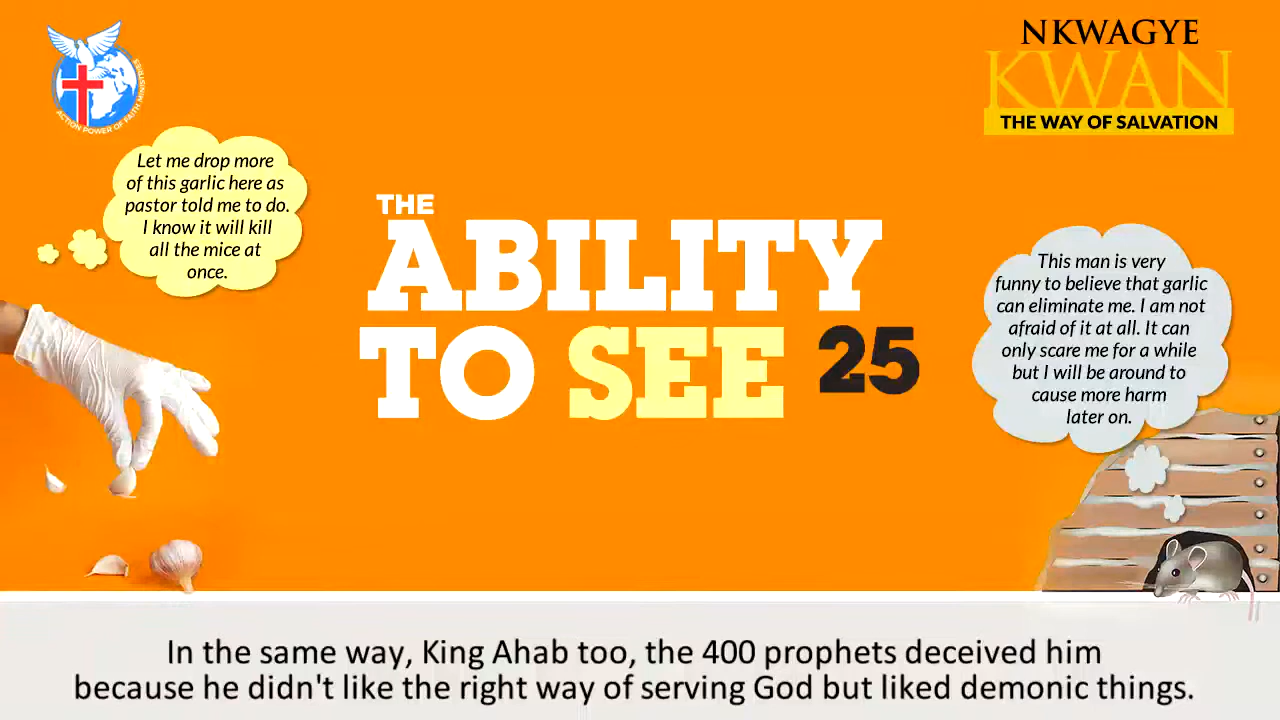 NKWAGYE
KWAN
THE WAY OF SALVATION
ACTION POWER OF FAITH MINISTRIES
Let me drop more
of this garlic here as
pastor told me to do.
I know it will kill
all the mice at
once.
THE
ABILITY
TO SEE 25
This man is very
funny to believe that garlic
can eliminate me. I am not
afraid of it at all. It can
only scare me for a while
but I will be around to
cause more harm
later on.
In the same way, King Ahab too, the 400 prophets deceived him
because he didn't like the right way of serving God but liked demonic things.